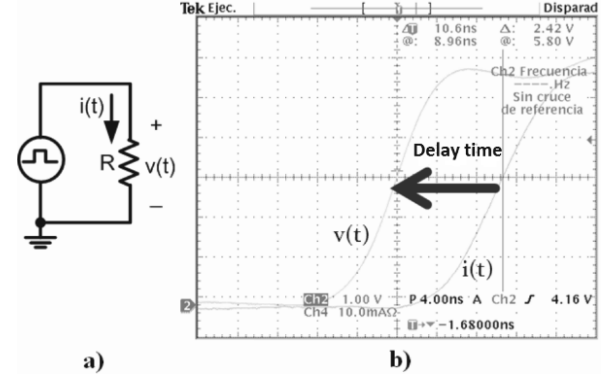 Tek Ejec.
Disparad
Δ: 10.6ns Δ: 2.42 V
@: 8.96ns @: 5.80 V
Ch2 Frecuencia
----.Hz
Sin cruce
de referencia
i(t)
+
R
v(t)
−
Delay time
v(t)
i(t)
2
Ch2 1.00 V P 4.00ns A Ch2 4.16 V
Ch4 10.0mAΩ
T −1.68000ns
a)
b)